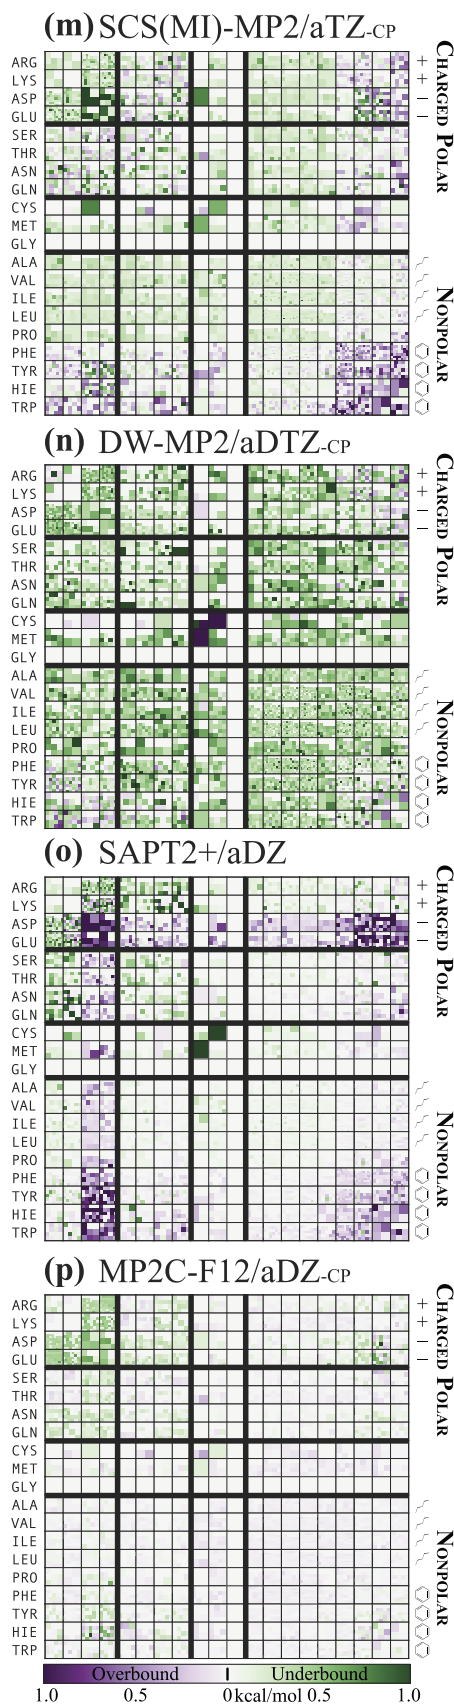 (m) SCS(MI)-MP2/aTZ-CP
ARG +
LYS +
ASP −
GLU −
SER
THR
ASN
GLN
CYS
MET
GLY
ALA
VAL
ILE
LEU
PRO
PHE
TYR
HIE
TRP
CHARGED POLAR
NONPOLAR
(n) DW-MP2/aDTZ-CP
ARG +
LYS +
ASP −
GLU −
SER
THR
ASN
GLN
CYS
MET
GLY
ALA
VAL
ILE
LEU
PRO
PHE
TYR
HIE
TRP
CHARGED POLAR
NONPOLAR
(o) SAPT2+/aDZ
ARG +
LYS +
ASP −
GLU −
SER
THR
ASN
GLN
CYS
MET
GLY
ALA
VAL
ILE
LEU
PRO
PHE
TYR
HIE
TRP
CHARGED POLAR
NONPOLAR
(p) MP2C-F12/aDZ-CP
ARG +
LYS +
ASP −
GLU −
SER
THR
ASN
GLN
CYS
MET
GLY
ALA
VAL
ILE
LEU
PRO
PHE
TYR
HIE
TRP
CHARGED POLAR
NONPOLAR
Overbound Underbound
1.0 0.5 0 kcal/mol 0.5 1.0